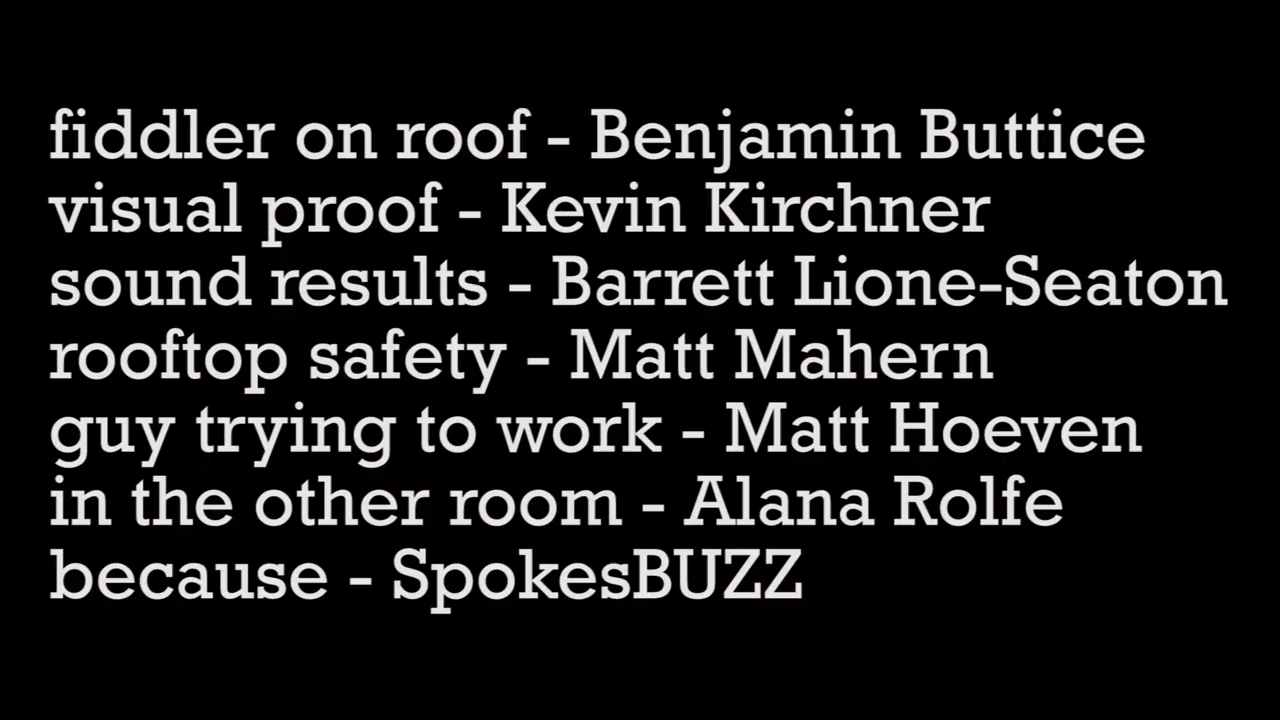 fiddler on roof - Benjamin Buttice
visual proof - Kevin Kirchner
sound results - Barrett Lione-Seaton
rooftop safety - Matt Mahern
guy trying to work - Matt Hoeven
in the other room - Alana Rolfe
because - SpokesBUZZ